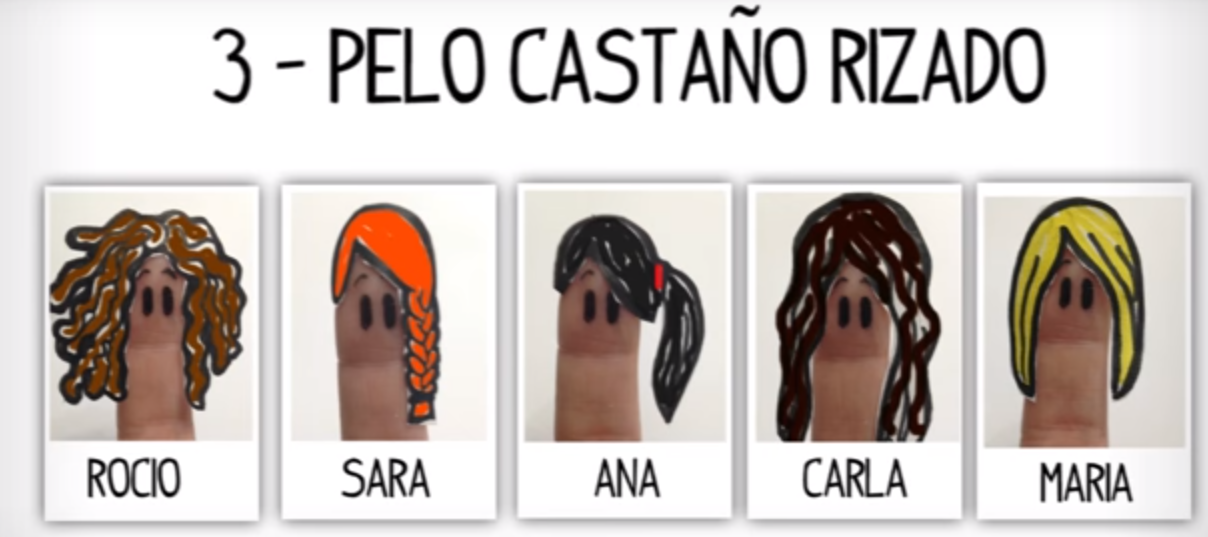 3 - PELO CASTAÑO RIZADO
ROCIO
SARA
ANA
CARLA
MARIA